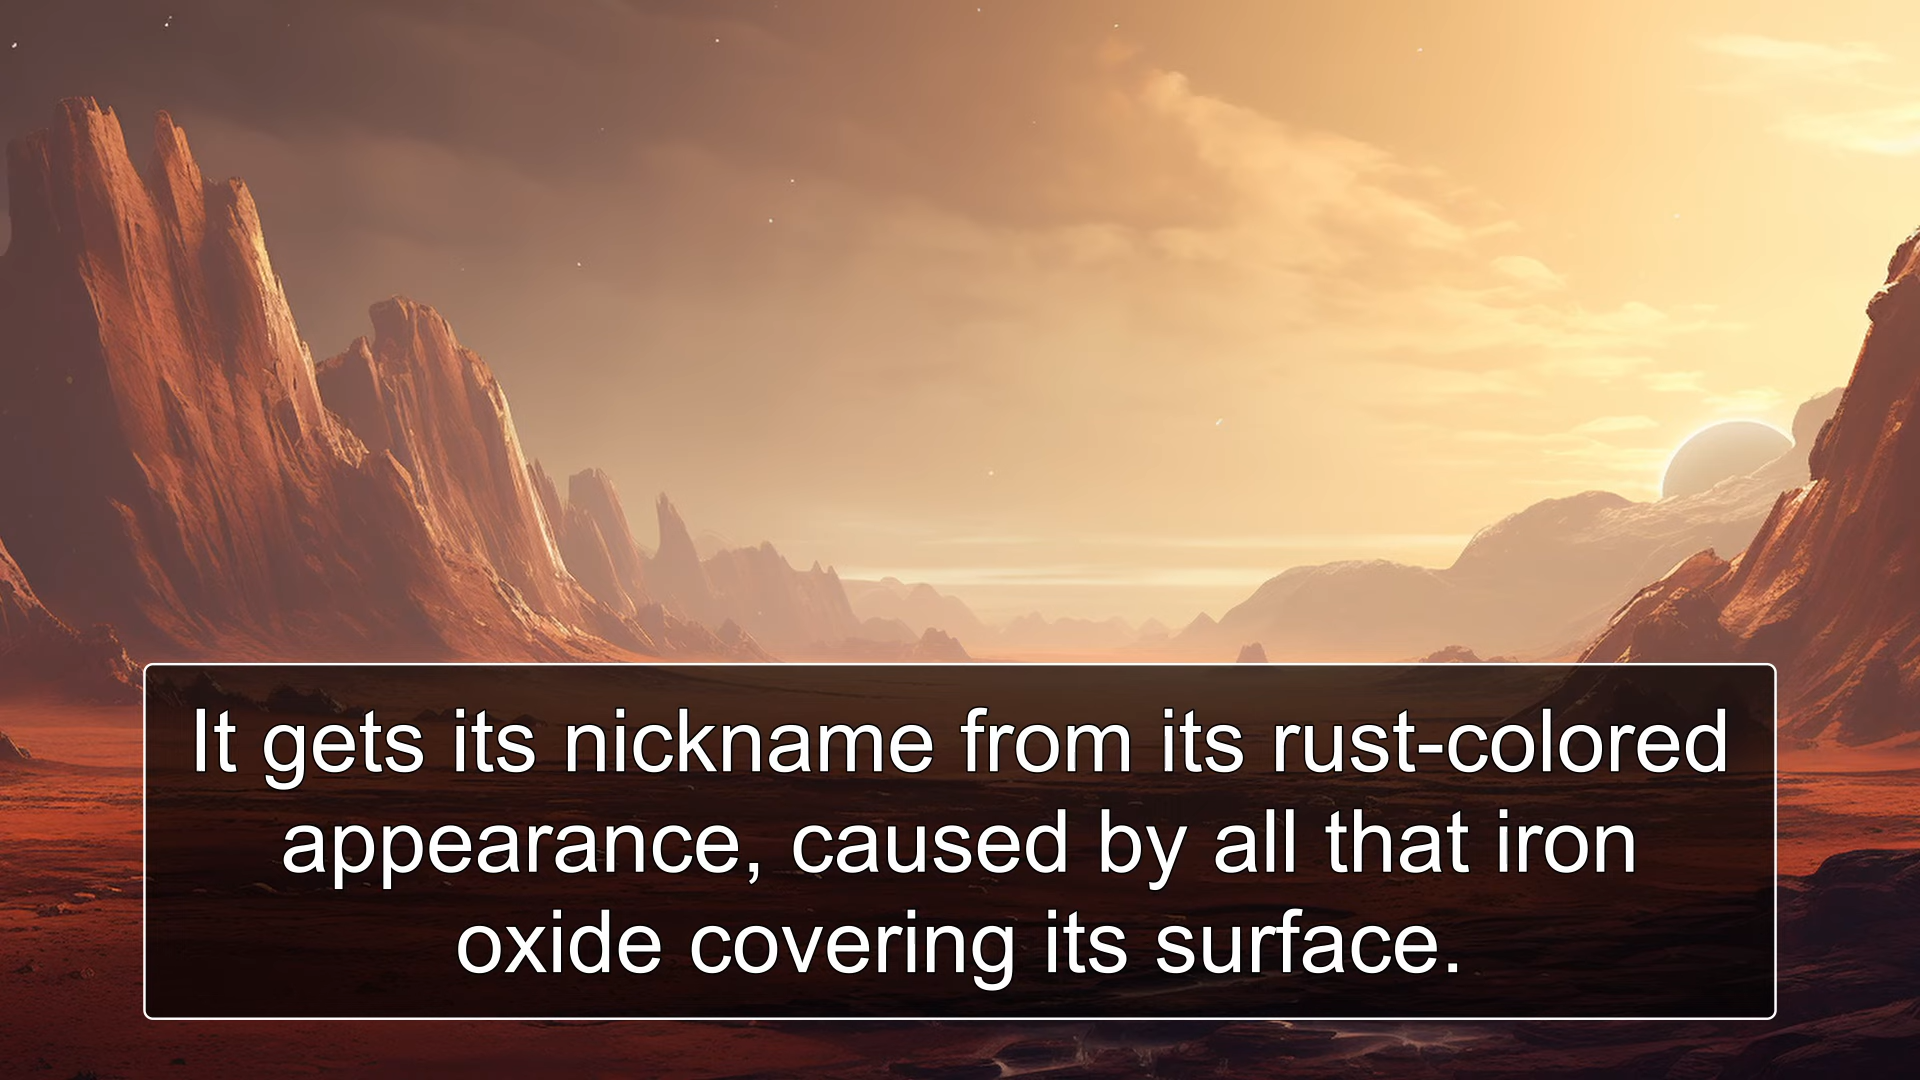 It gets its nickname from its rust-colored
appearance, caused by all that iron
oxide covering its surface.